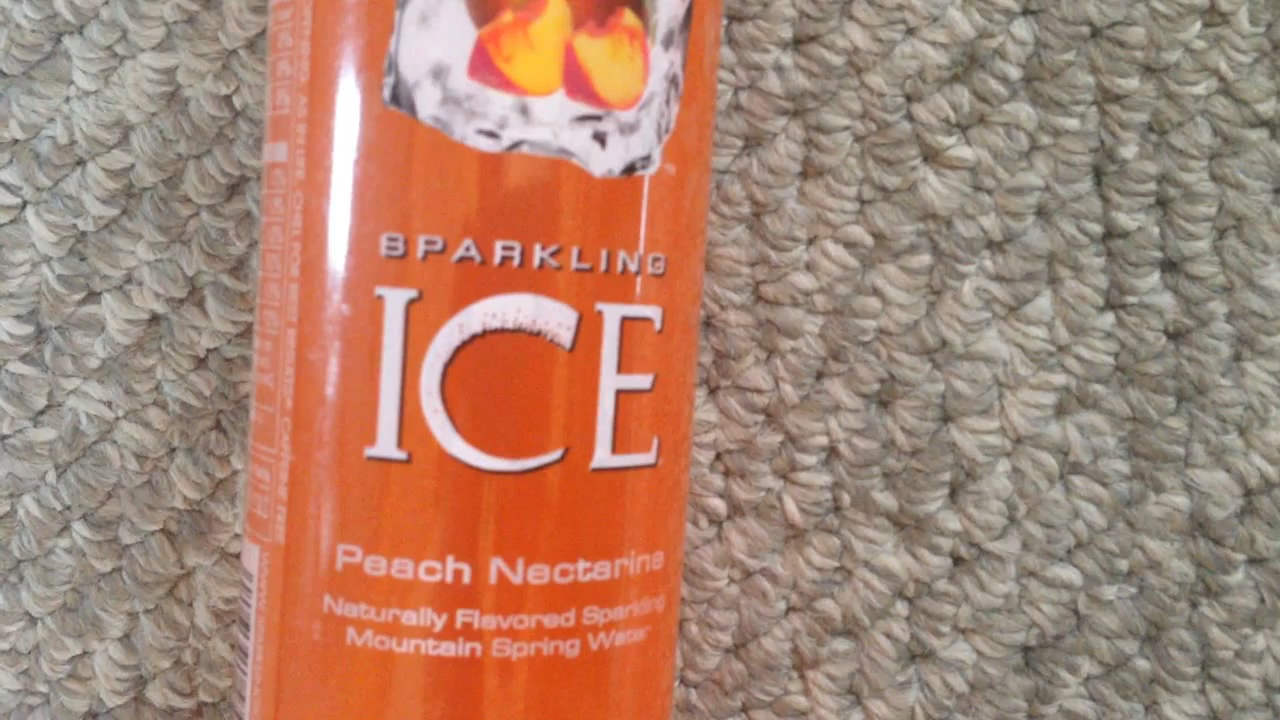 SPARKLING
ICE
Peach Nectarine
Naturally Flavored Sparkling
Mountain Spring Water